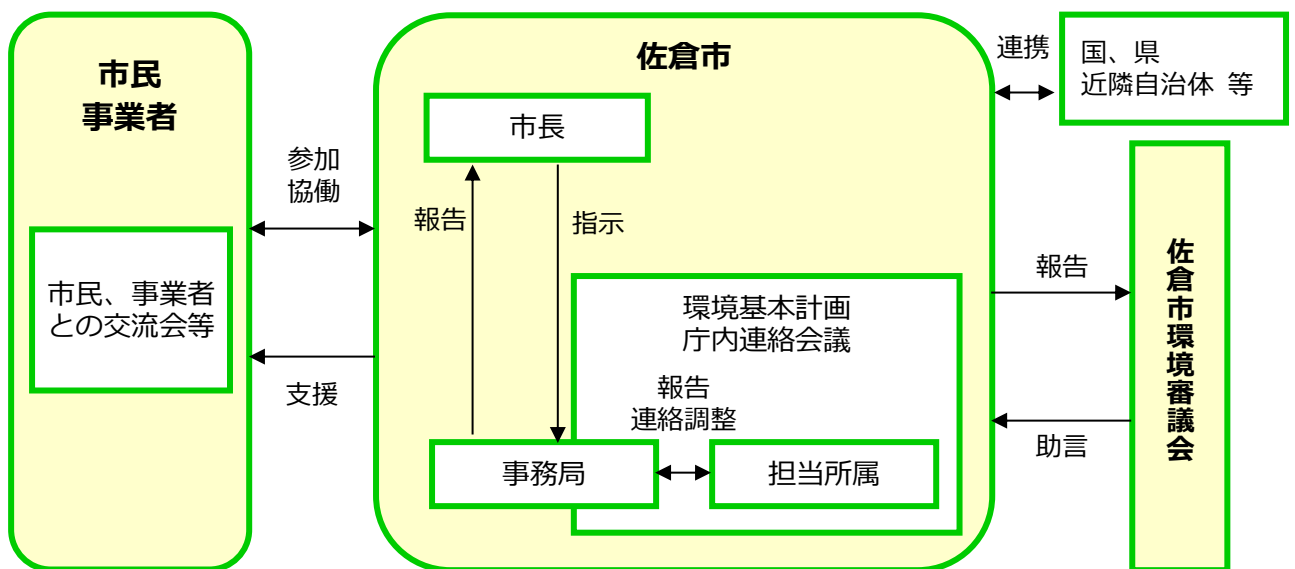 市民
事業者
市民、事業者
との交流会等
参加
協働
支援
佐倉市
市長
報告
指示
環境基本計画
庁内連絡会議
報告
連絡調整
事務局
担当所属
連携
国、県
近隣自治体 等
報告
助言
佐倉市環境審議会